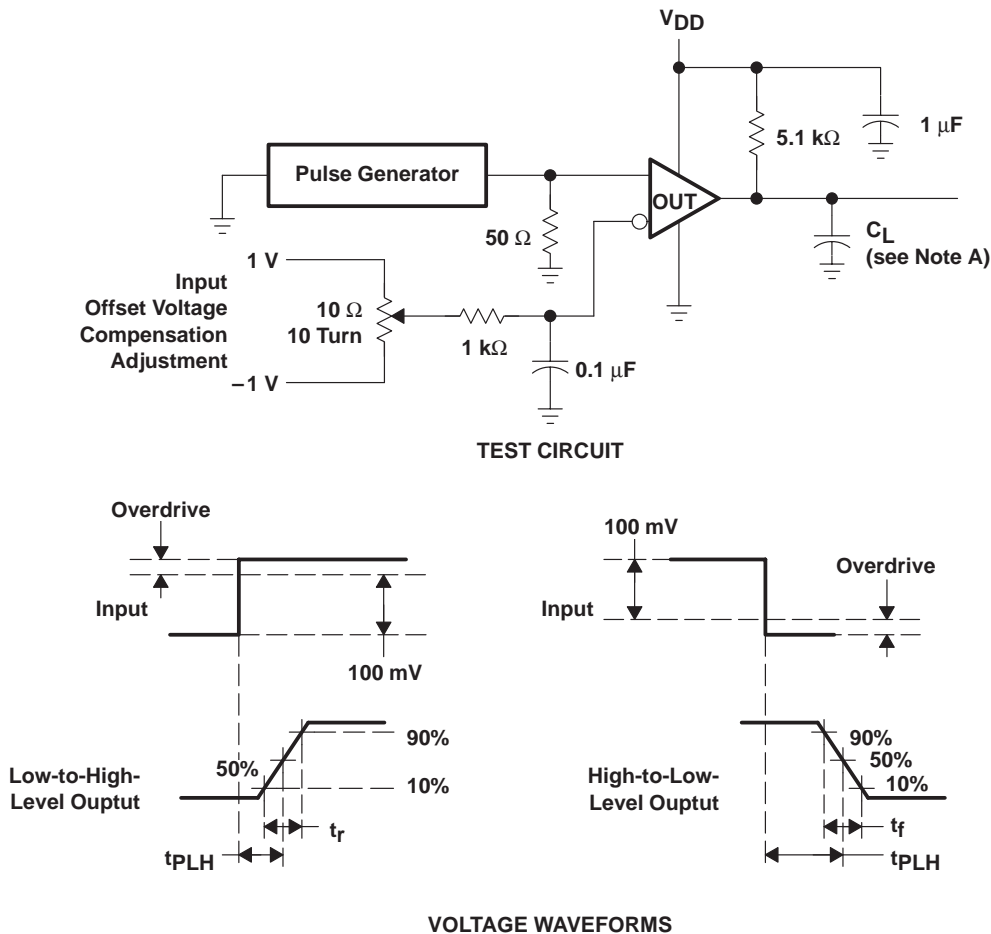 VDD
5.1 kΩ
1 µF
Pulse Generator
OUT
50 Ω
CL
(see Note A)
1 V
Input
Offset Voltage
Compensation
Adjustment
10 Ω
10 Turn
1 kΩ
0.1 µF
−1 V
TEST CIRCUIT
Overdrive
Input
100 mV
100 mV
Overdrive
Input
Low-to-High-
Level Ouptut
50%
90%
10%
tr
tPLH
High-to-Low-
Level Ouptut
90%
50%
10%
tf
tPLH
VOLTAGE WAVEFORMS